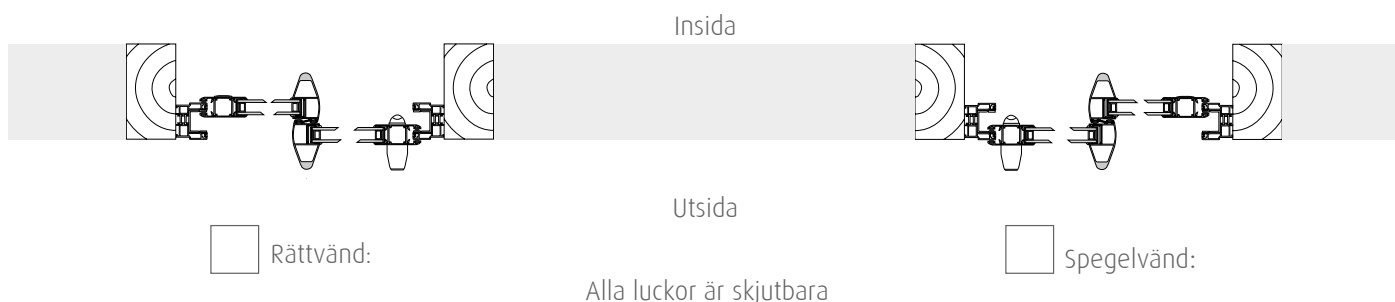 Insida
Utsida
Rättvänd:
Spegelvänd:
Alla luckor är skjutbara